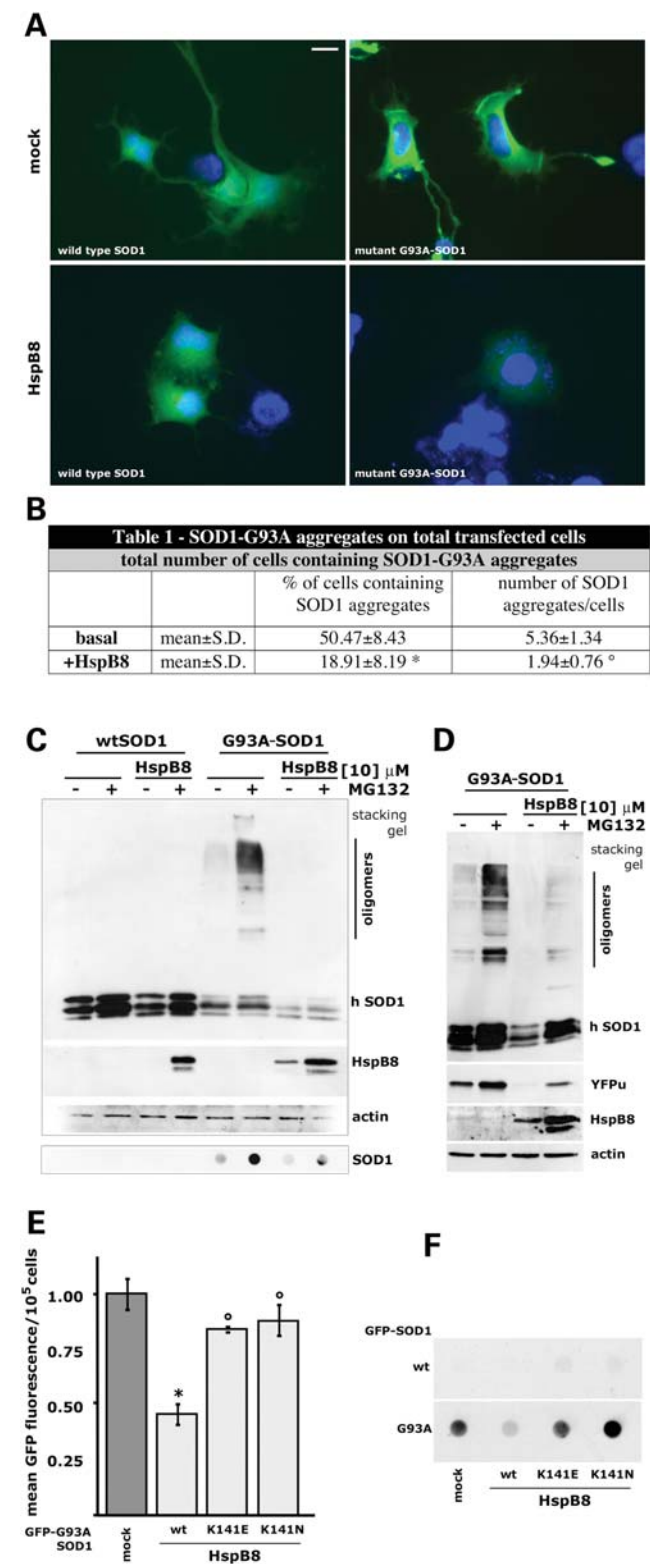 A
mock
wild type SOD1
mutant G93A-SOD1
HspB8
wild type SOD1
mutant G93A-SOD1
B
Table 1 - SOD1-G93A aggregates on total transfected cells
total number of cells containing SOD1-G93A aggregates
% of cells containing SOD1 aggregates
number of SOD1 aggregates/cells
basal mean±S.D. 50.47±8.43 5.36±1.34
+HspB8 mean±S.D. 18.91±8.19 * 1.94±0.76 °
C
wtSOD1 G93A-SOD1
HspB8 HspB8 [10] μM
- + - + - + - + MG132
stacking
gel
oligomers
h SOD1
HspB8
actin
SOD1
D
G93A-SOD1
HspB8 [10] μM
- + - + MG132
stacking
gel
oligomers
h SOD1
YFPu
HspB8
actin
E
mean GFP fluorescence/10⁵cells
1.00
0.75
0.50
0.25
* ° °
GFP-G93A
SOD1
mock wt K141E K141N
HspB8
F
GFP-SOD1
wt
G93A
mock wt K141E K141N
HspB8